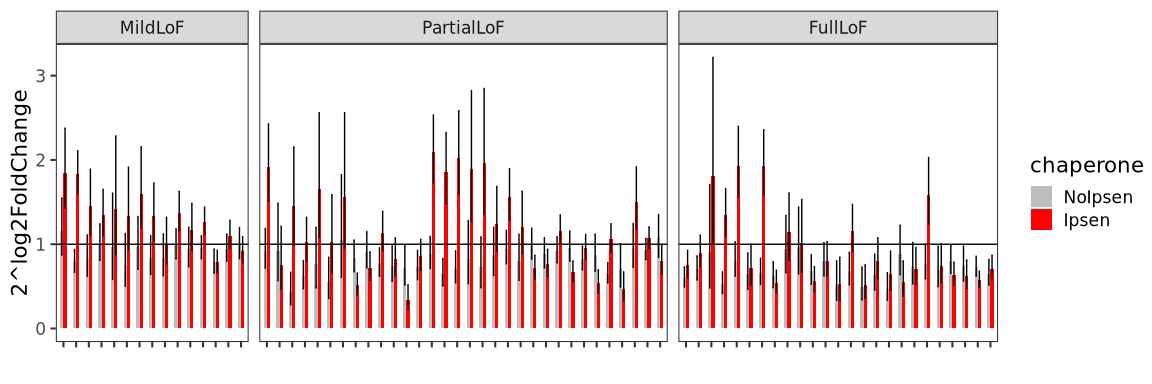 MildLoF PartialLoF FullLoF
2^log2FoldChange
3
2
1
0
chaperone
NoIpsen
Ipsen